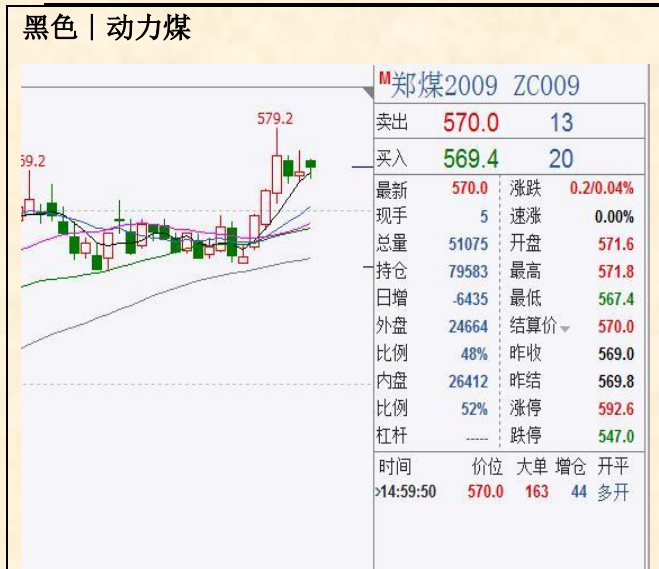 黑色｜动力煤
579.2
59.2
M郑煤2009 ZC009
卖出 570.0 13
买入 569.4 20
最新 570.0 涨跌 0.2/0.04%
现手 5 速涨 0.00%
总量 51075 开盘 571.6
持仓 79583 最高 571.8
日增 -6435 最低 567.4
外盘 24664 结算价 570.0
比例 48% 昨收 569.0
内盘 26412 昨结 569.8
比例 52% 涨停 592.6
杠杆 ----- 跌停 547.0
时间 价位 大单 增仓 开平
>14:59:50 570.0 163 44 多开